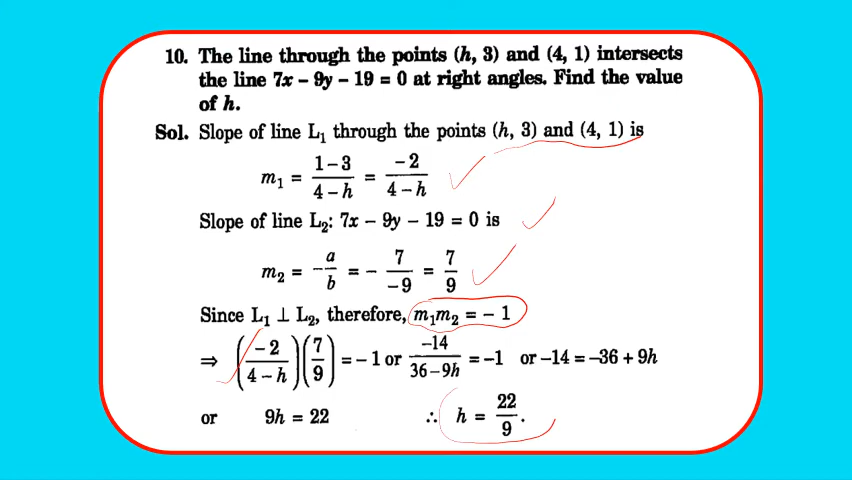 10. The line through the points (h, 3) and (4, 1) intersects
the line 7x – 9y – 19 = 0 at right angles. Find the value
of h.
Sol. Slope of line L₁ through the points (h, 3) and (4, 1) is
m₁ = (1 – 3)/(4 – h) = (–2)/(4 – h)
Slope of line L₂: 7x – 9y – 19 = 0 is
m₂ = –a/b = – 7/(–9) = 7/9
Since L₁ ⊥ L₂, therefore, m₁m₂ = – 1
⇒ ((–2)/(4 – h))(7/9) = – 1 or –14/(36 – 9h) = –1 or –14 = –36 + 9h
or 9h = 22 ∴ h = 22/9.